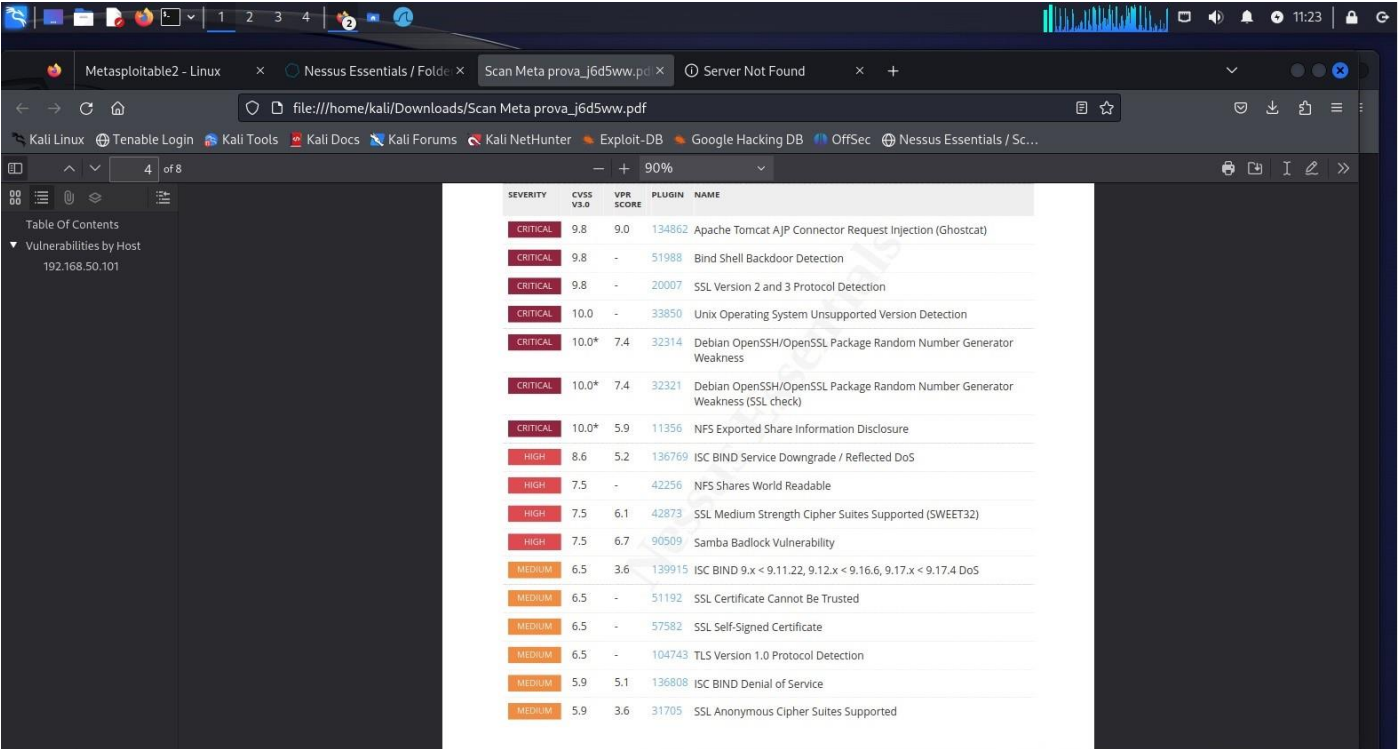 1 2 3 4 2 11:23
Metasploitable2 - Linux × Nessus Essentials / Folde × Scan Meta prova_j6d5ww.pd × Server Not Found × +
file:///home/kali/Downloads/Scan Meta prova_j6d5ww.pdf
Kali Linux Tenable Login Kali Tools Kali Docs Kali Forums Kali NetHunter Exploit-DB Google Hacking DB OffSec Nessus Essentials / Sc...
4 of 8 − + 90%
Table Of Contents
Vulnerabilities by Host
192.168.50.101
SEVERITY CVSS V3.0 VPR SCORE PLUGIN NAME
CRITICAL 9.8 9.0 134862 Apache Tomcat AJP Connector Request Injection (Ghostcat)
CRITICAL 9.8 - 51988 Bind Shell Backdoor Detection
CRITICAL 9.8 - 20007 SSL Version 2 and 3 Protocol Detection
CRITICAL 10.0 - 33850 Unix Operating System Unsupported Version Detection
CRITICAL 10.0* 7.4 32314 Debian OpenSSH/OpenSSL Package Random Number Generator
Weakness
CRITICAL 10.0* 7.4 32321 Debian OpenSSH/OpenSSL Package Random Number Generator
Weakness (SSL check)
CRITICAL 10.0* 5.9 11356 NFS Exported Share Information Disclosure
HIGH 8.6 5.2 136769 ISC BIND Service Downgrade / Reflected DoS
HIGH 7.5 - 42256 NFS Shares World Readable
HIGH 7.5 6.1 42873 SSL Medium Strength Cipher Suites Supported (SWEET32)
HIGH 7.5 6.7 90509 Samba Badlock Vulnerability
MEDIUM 6.5 3.6 139915 ISC BIND 9.x < 9.11.22, 9.12.x < 9.16.6, 9.17.x < 9.17.4 DoS
MEDIUM 6.5 - 51192 SSL Certificate Cannot Be Trusted
MEDIUM 6.5 - 57582 SSL Self-Signed Certificate
MEDIUM 6.5 - 104743 TLS Version 1.0 Protocol Detection
MEDIUM 5.9 5.1 136808 ISC BIND Denial of Service
MEDIUM 5.9 3.6 31705 SSL Anonymous Cipher Suites Supported
Nessus Essentials